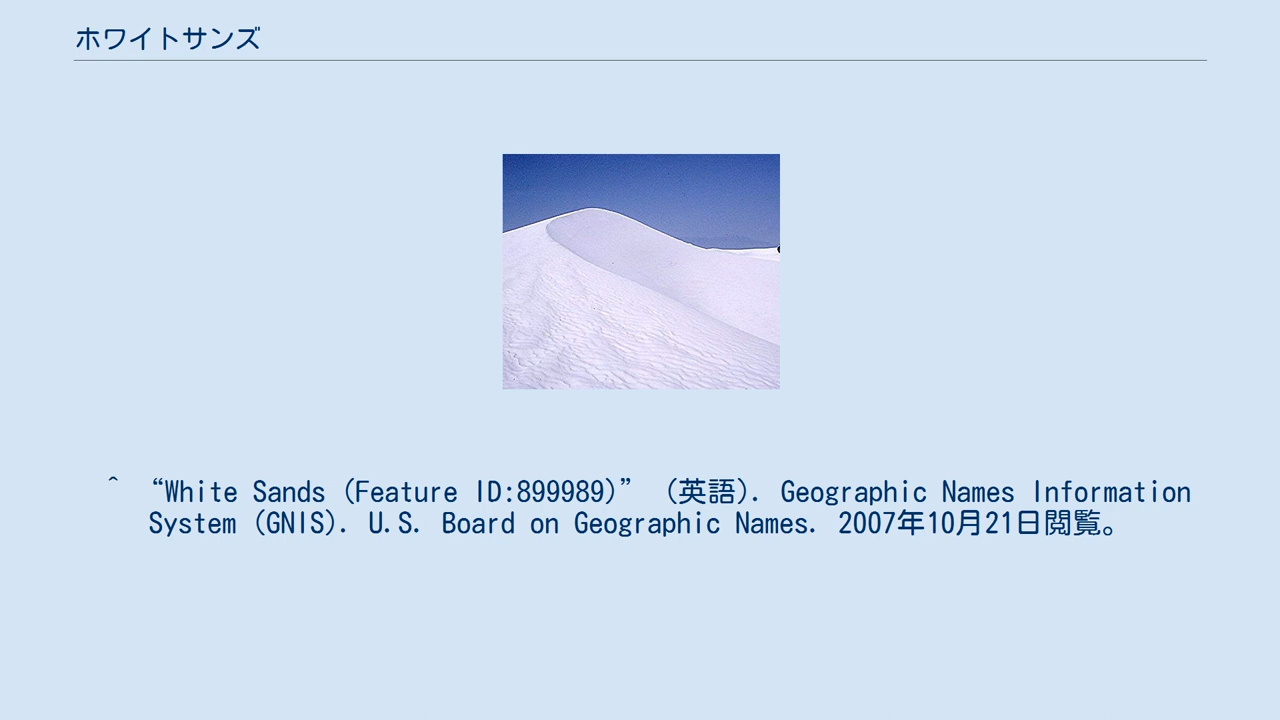 ホワイトサンズ
^ “White Sands (Feature ID:899989)” (英語). Geographic Names Information
System (GNIS). U.S. Board on Geographic Names. 2007年10月21日閲覧。